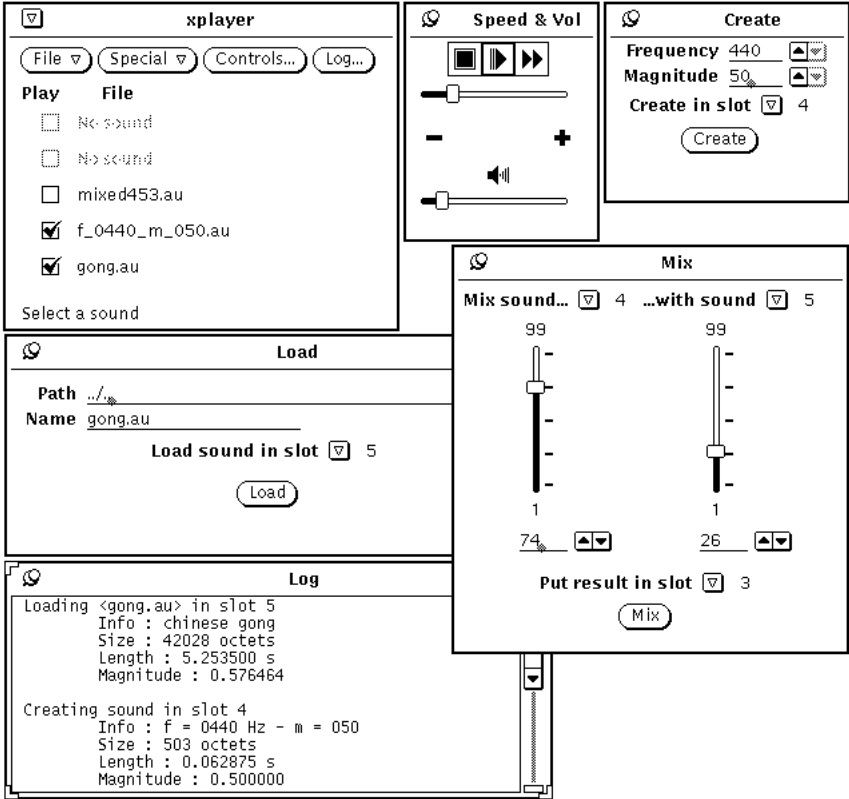 xplayer
File Special Controls... Log...
Play File
No sound
No sound
mixed453.au
f_0440_m_050.au
gong.au
Select a sound
Speed & Vol
Create
Frequency 440
Magnitude 50
Create in slot 4
Create
Load
Path ../..
Name gong.au
Load sound in slot 5
Load
Mix
Mix sound... 4 ...with sound 5
99 99
1 1
74 26
Put result in slot 3
Mix
Log
Loading <gong.au> in slot 5
Info : chinese gong
Size : 42028 octets
Length : 5.253500 s
Magnitude : 0.576464
Creating sound in slot 4
Info : f = 0440 Hz - m = 050
Size : 503 octets
Length : 0.062875 s
Magnitude : 0.500000